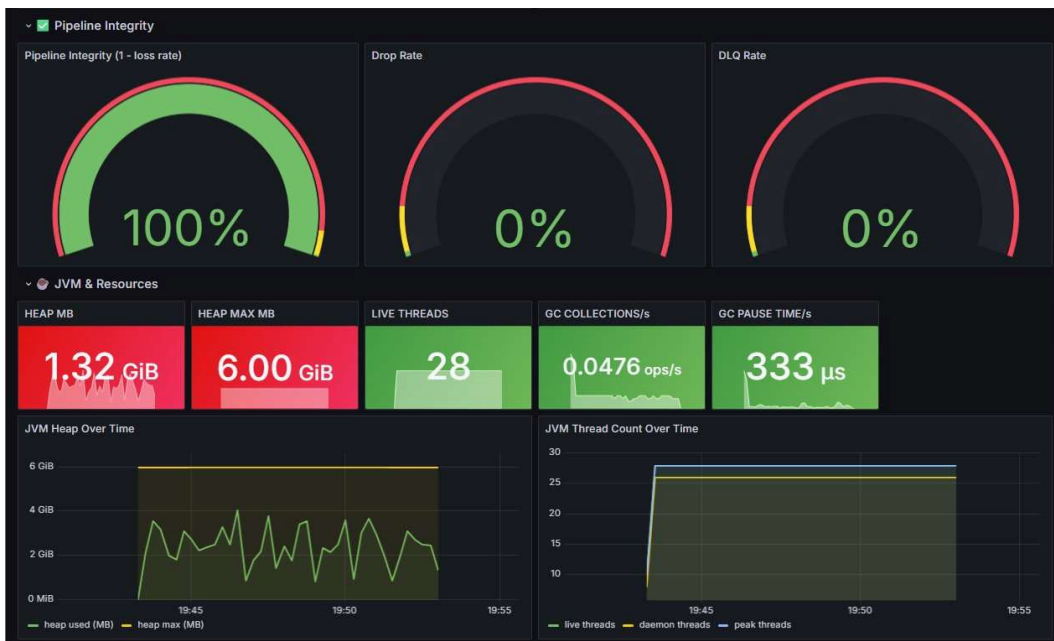 Pipeline Integrity
Pipeline Integrity (1 - loss rate)
100%
Drop Rate
0%
DLQ Rate
0%
JVM & Resources
HEAP MB
1.32 GiB
HEAP MAX MB
6.00 GiB
LIVE THREADS
28
GC COLLECTIONS/s
0.0476 ops/s
GC PAUSE TIME/s
333 µs
JVM Heap Over Time
6 GiB
4 GiB
2 GiB
0 MiB
19:45 19:50 19:55
heap used (MB) heap max (MB)
JVM Thread Count Over Time
30
25
20
15
10
19:45 19:50 19:55
live threads daemon threads peak threads